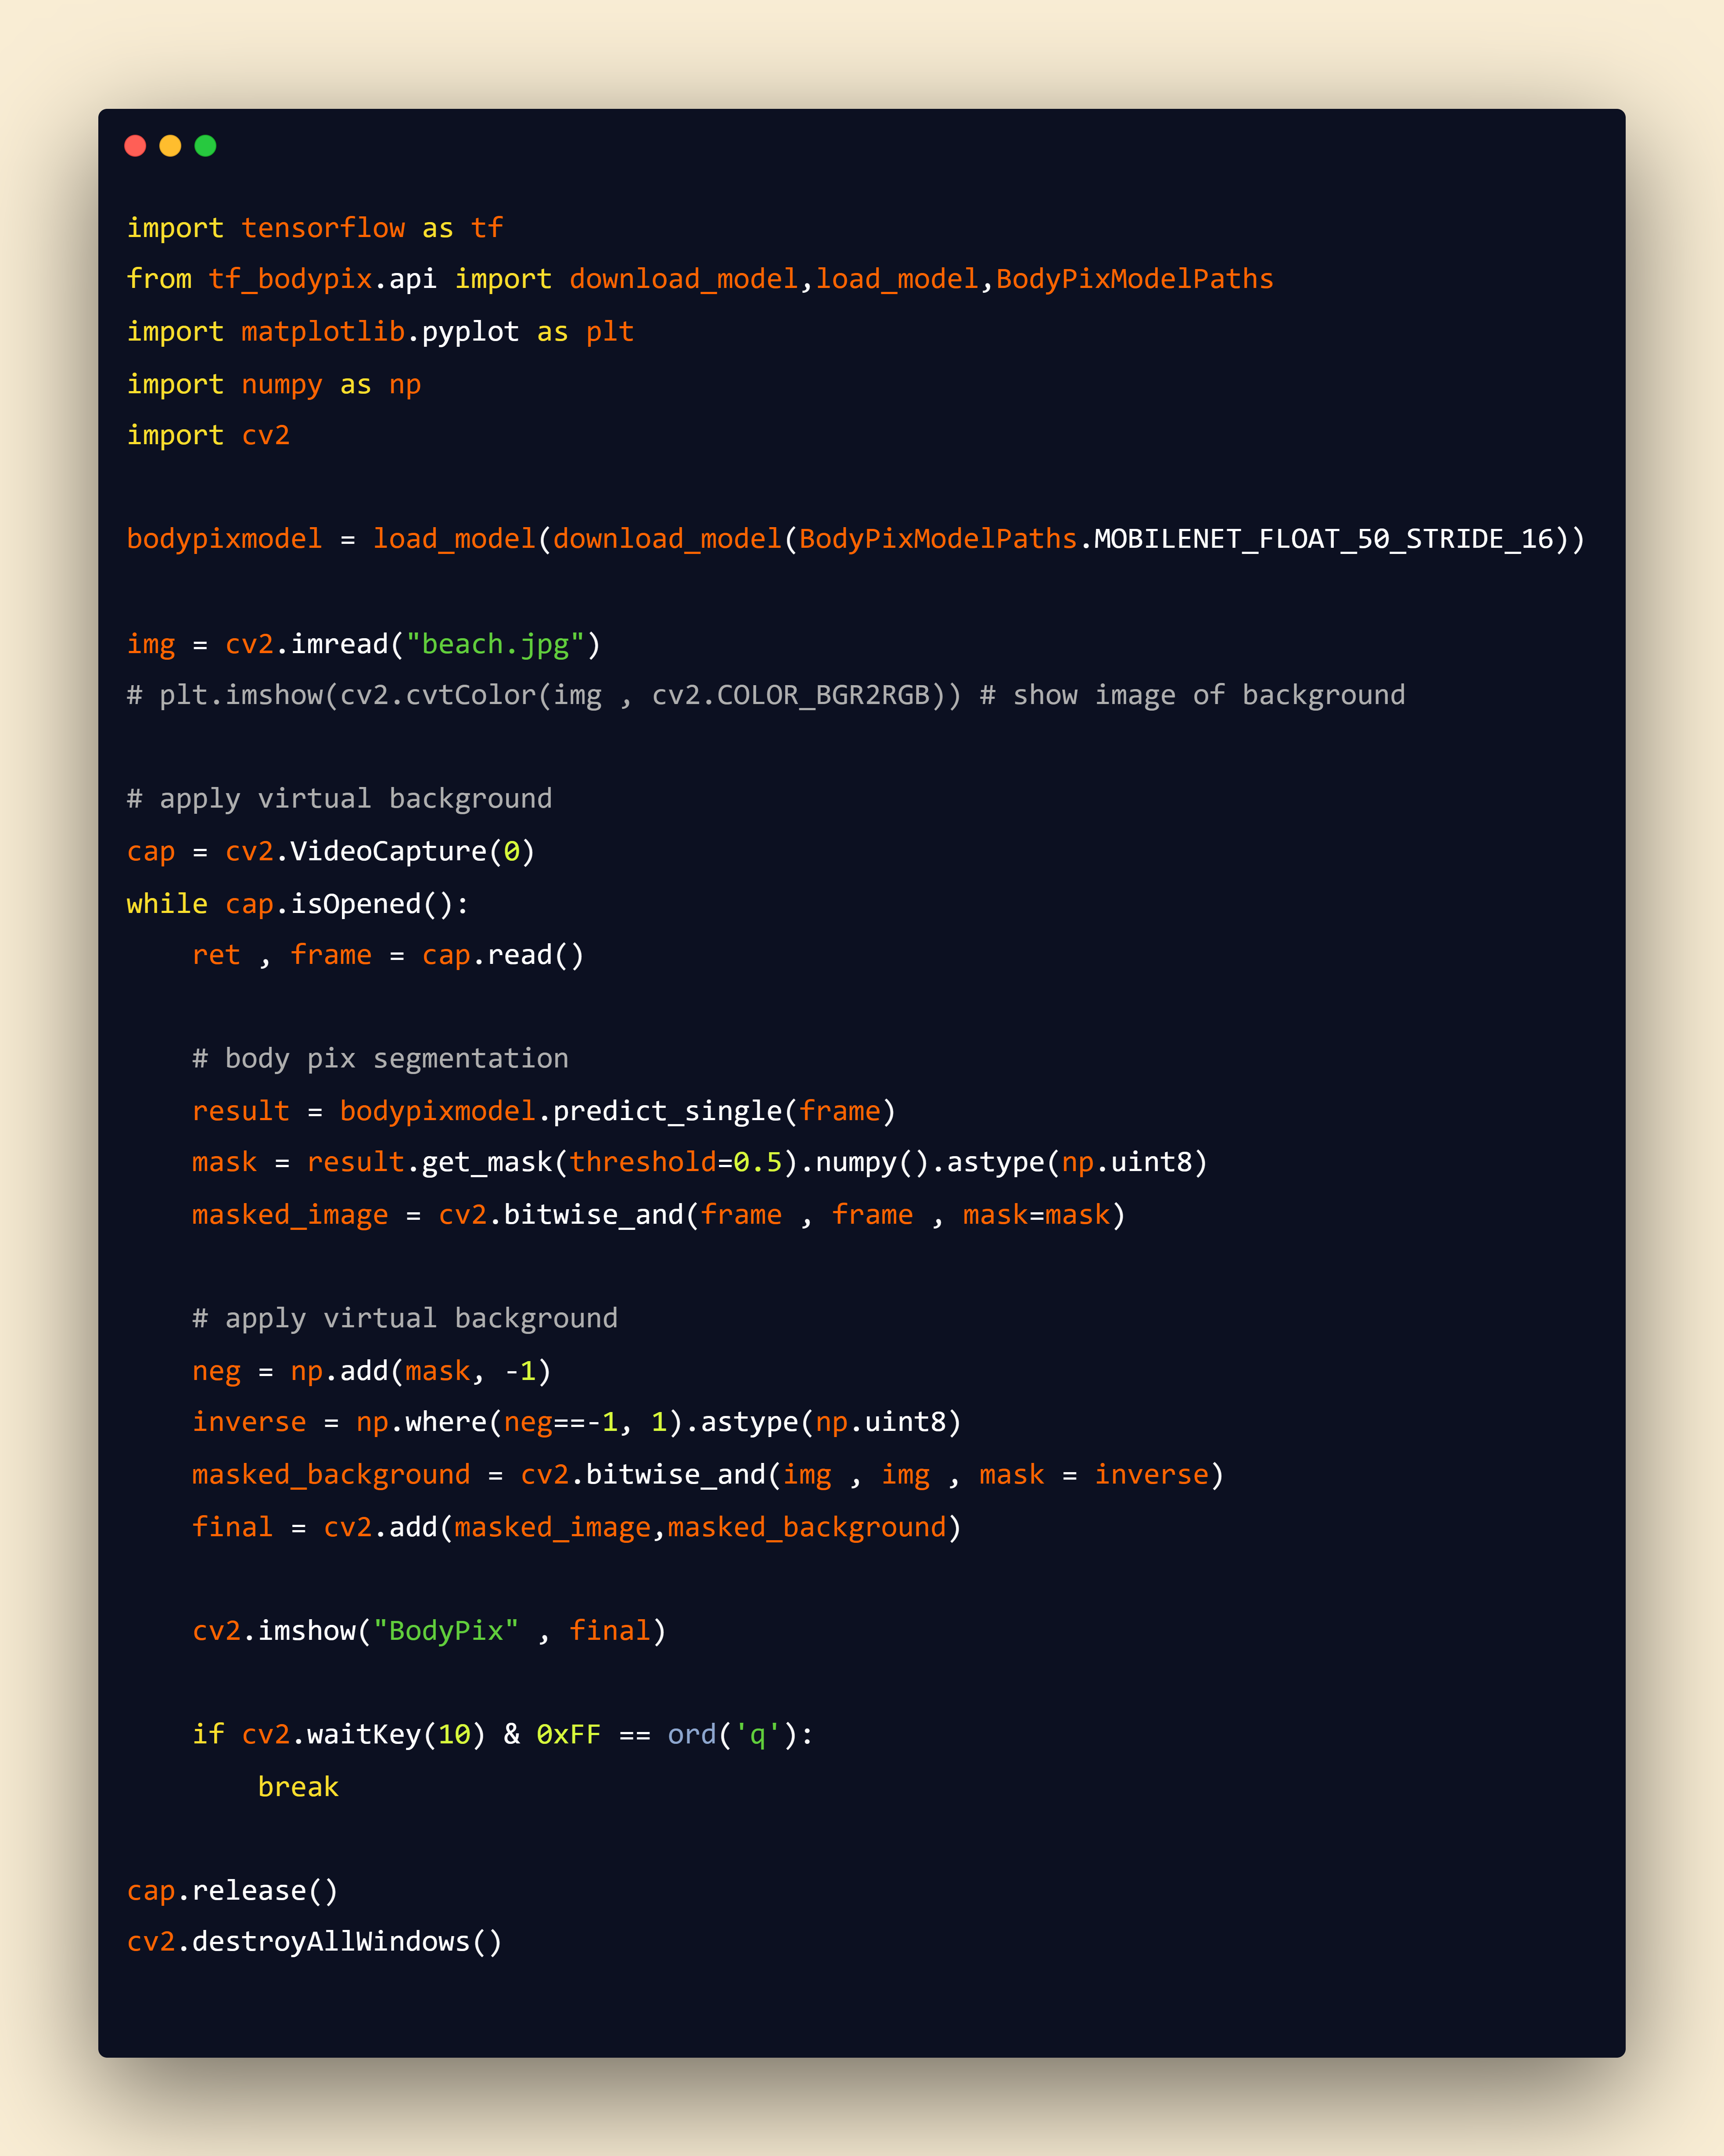 import tensorflow as tf
from tf_bodypix.api import download_model,load_model,BodyPixModelPaths
import matplotlib.pyplot as plt
import numpy as np
import cv2

bodypixmodel = load_model(download_model(BodyPixModelPaths.MOBILENET_FLOAT_50_STRIDE_16))

img = cv2.imread("beach.jpg")
# plt.imshow(cv2.cvtColor(img , cv2.COLOR_BGR2RGB)) # show image of background

# apply virtual background
cap = cv2.VideoCapture(0)
while cap.isOpened():
    ret , frame = cap.read()

    # body pix segmentation
    result = bodypixmodel.predict_single(frame)
    mask = result.get_mask(threshold=0.5).numpy().astype(np.uint8)
    masked_image = cv2.bitwise_and(frame , frame , mask=mask)

    # apply virtual background
    neg = np.add(mask, -1)
    inverse = np.where(neg==-1, 1).astype(np.uint8)
    masked_background = cv2.bitwise_and(img , img , mask = inverse)
    final = cv2.add(masked_image,masked_background)

    cv2.imshow("BodyPix" , final)

    if cv2.waitKey(10) & 0xFF == ord('q'):
        break

cap.release()
cv2.destroyAllWindows()